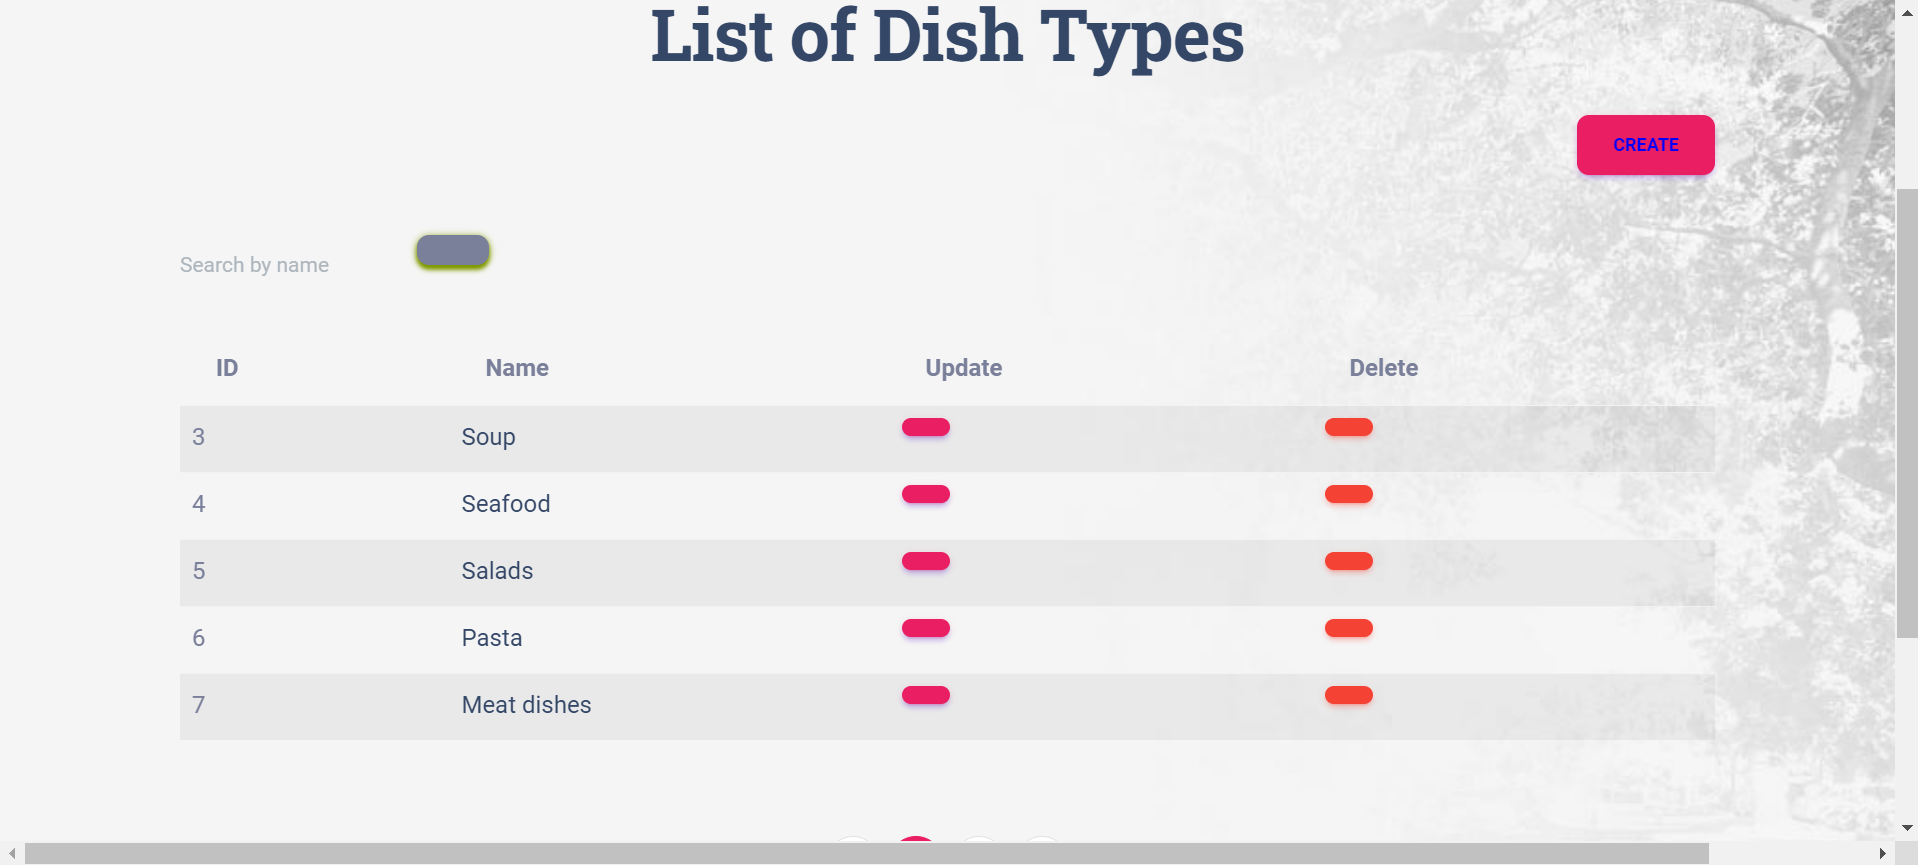 List of Dish Types
CREATE
Search by name
ID Name Update Delete
3 Soup
4 Seafood
5 Salads
6 Pasta
7 Meat dishes